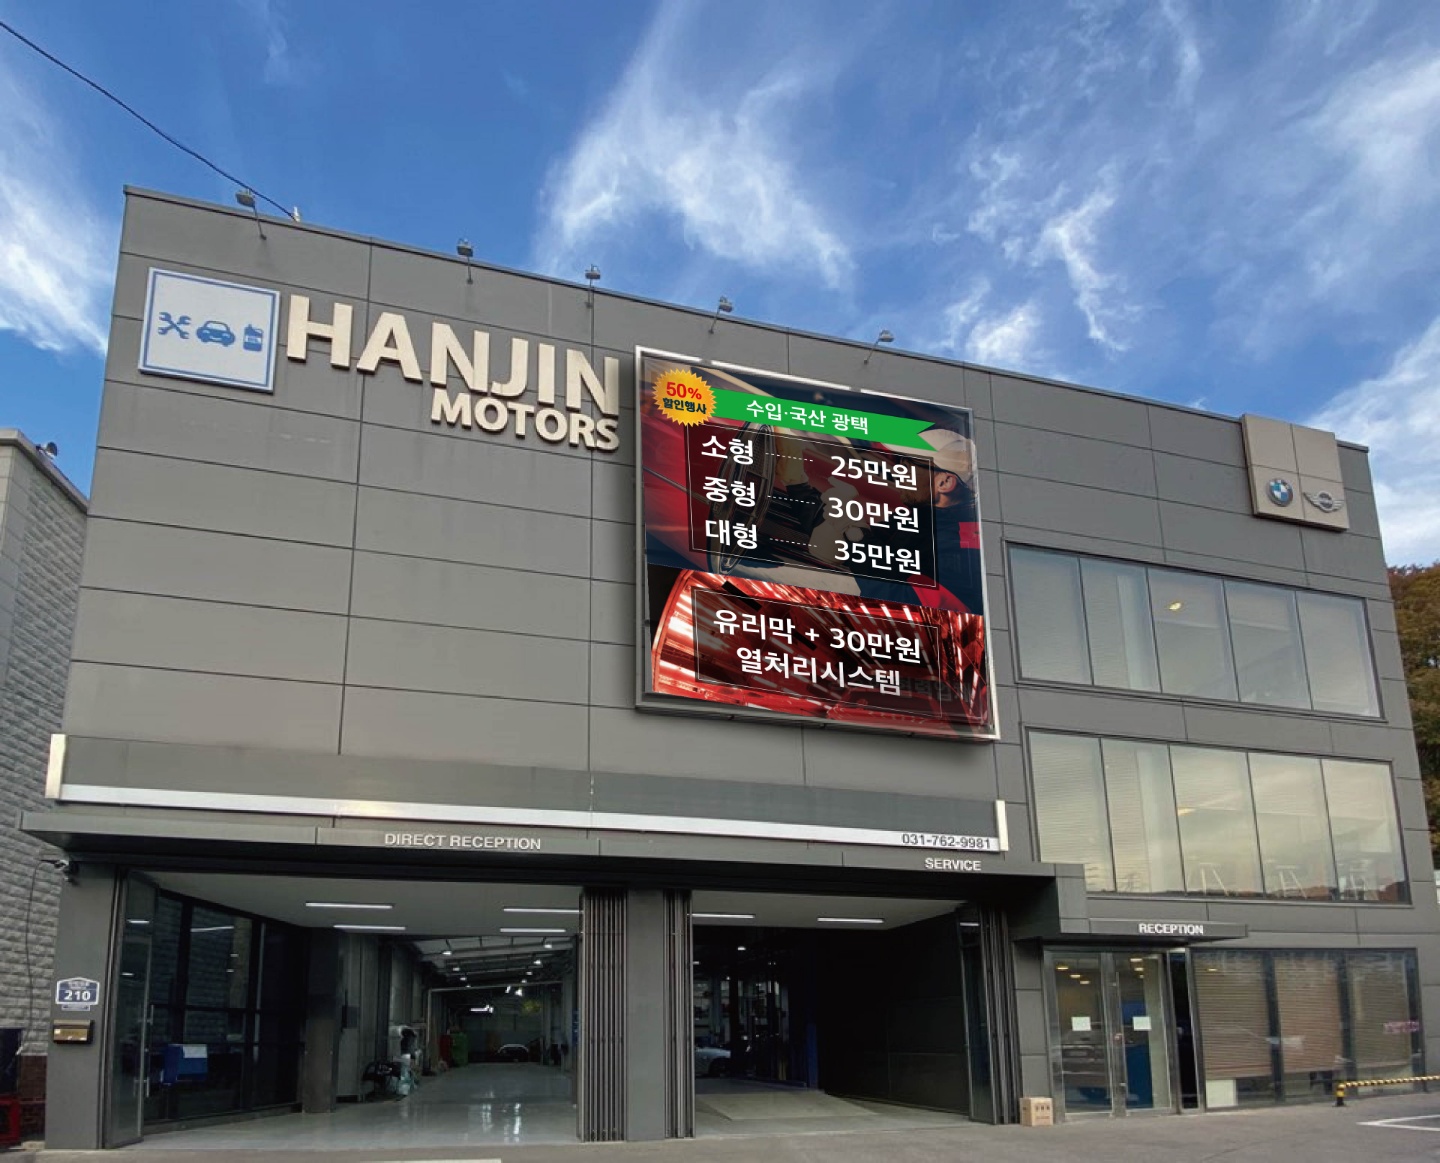 HANJIN
MOTORS
50%
할인행사
수입·국산 광택
소형 25만원
중형 30만원
대형 35만원
유리막 + 30만원
열처리시스템
031-762-9981
DIRECT RECEPTION
SERVICE
RECEPTION
210